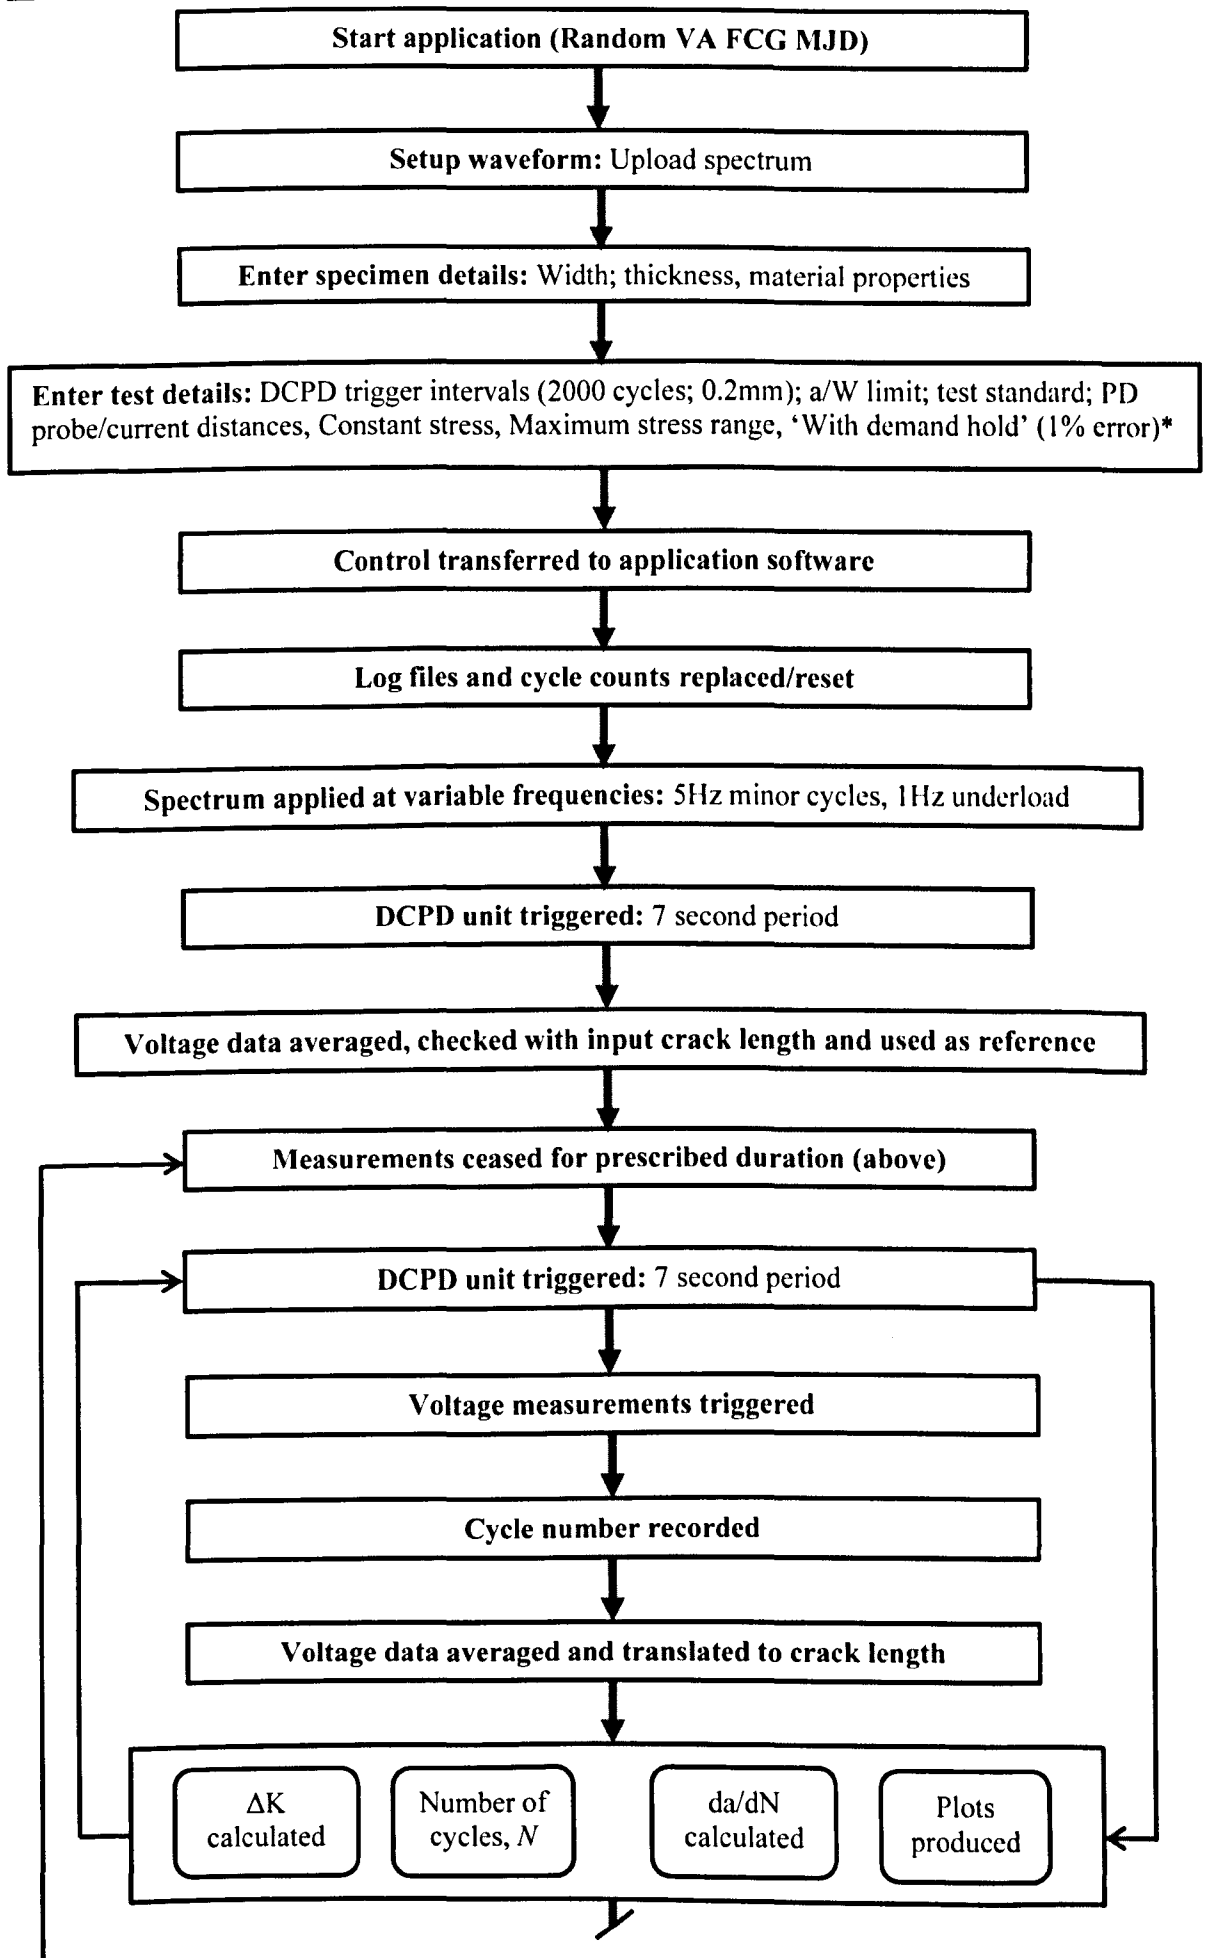 Start application (Random VA FCG MJD)
Setup waveform: Upload spectrum
Enter specimen details: Width; thickness, material properties
Enter test details: DCPD trigger intervals (2000 cycles; 0.2mm); a/W limit; test standard; PD
probe/current distances, Constant stress, Maximum stress range, ‘With demand hold’ (1% error)*
Control transferred to application software
Log files and cycle counts replaced/reset
Spectrum applied at variable frequencies: 5Hz minor cycles, 1Hz underload
DCPD unit triggered: 7 second period
Voltage data averaged, checked with input crack length and used as reference
Measurements ceased for prescribed duration (above)
DCPD unit triggered: 7 second period
Voltage measurements triggered
Cycle number recorded
Voltage data averaged and translated to crack length
ΔK
calculated
Number of
cycles, N
da/dN
calculated
Plots
produced